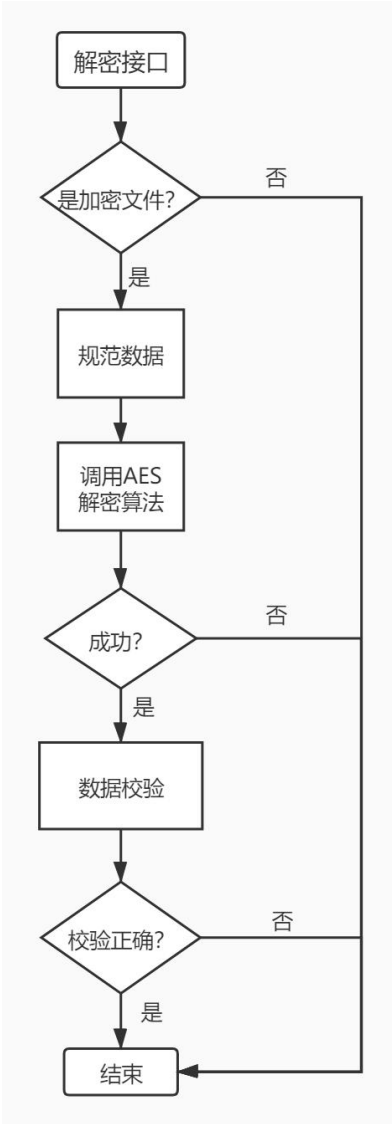 解密接口
是加密文件?
否
是
规范数据
调用AES
解密算法
成功?
否
是
数据校验
校验正确?
否
是
结束